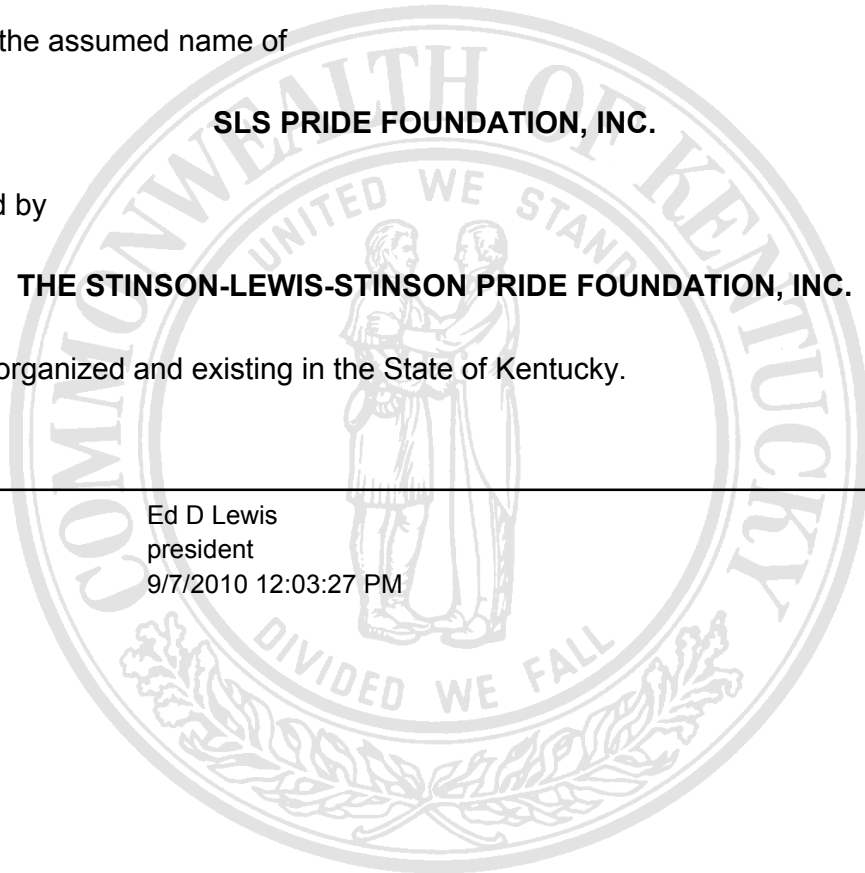 the assumed name of
SLS PRIDE FOUNDATION, INC.
d by
THE STINSON-LEWIS-STINSON PRIDE FOUNDATION, INC.
organized and existing in the State of Kentucky.
Ed D Lewis
president
9/7/2010 12:03:27 PM
COMMONWEALTH OF KENTUCKY
UNITED WE STAND
DIVIDED WE FALL